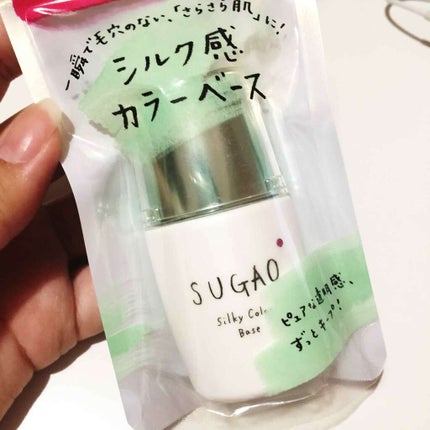 一瞬で毛穴のない、「さらさら肌」に!
シルク感
カラーベース
SUGAO
Silky Color
Base
ピュアな透明感、
ずっとキープ!